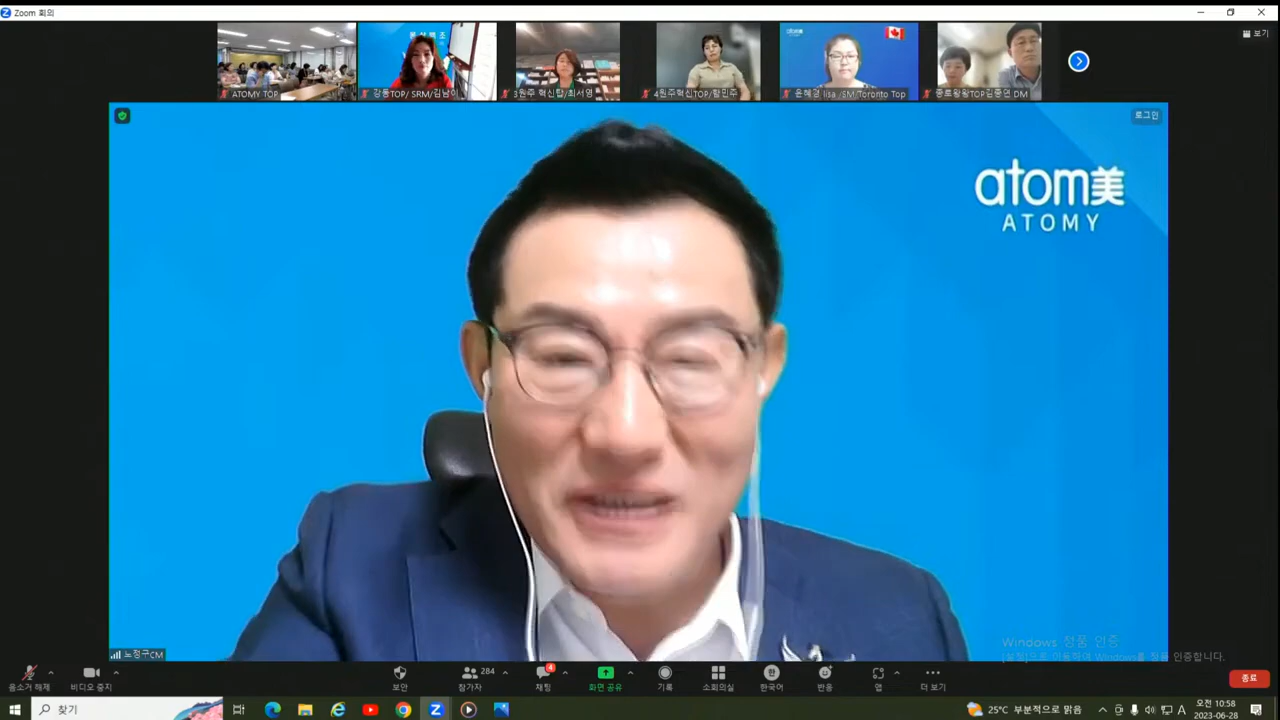 Zoom 회의
보기
ATOMY TOP
강동TOP/ SRM/김남이
3원주 혁신탑/최서영
4원주혁신TOP/함민주
윤혜경 lisa /SM/Toronto Top
종로왕왕TOP김중연 DM
로그인
atom美
ATOMY
노정구CM
Windows 정품 인증
[설정]으로 이동하여 Windows를 정품 인증합니다.
284
4
음소거 해제
비디오 중지
보안
참가자
채팅
화면 공유
기록
소회의실
한국어
반응
앱
더 보기
종료
찾기
25°C 부분적으로 맑음
A
오전 10:58
2023-06-28